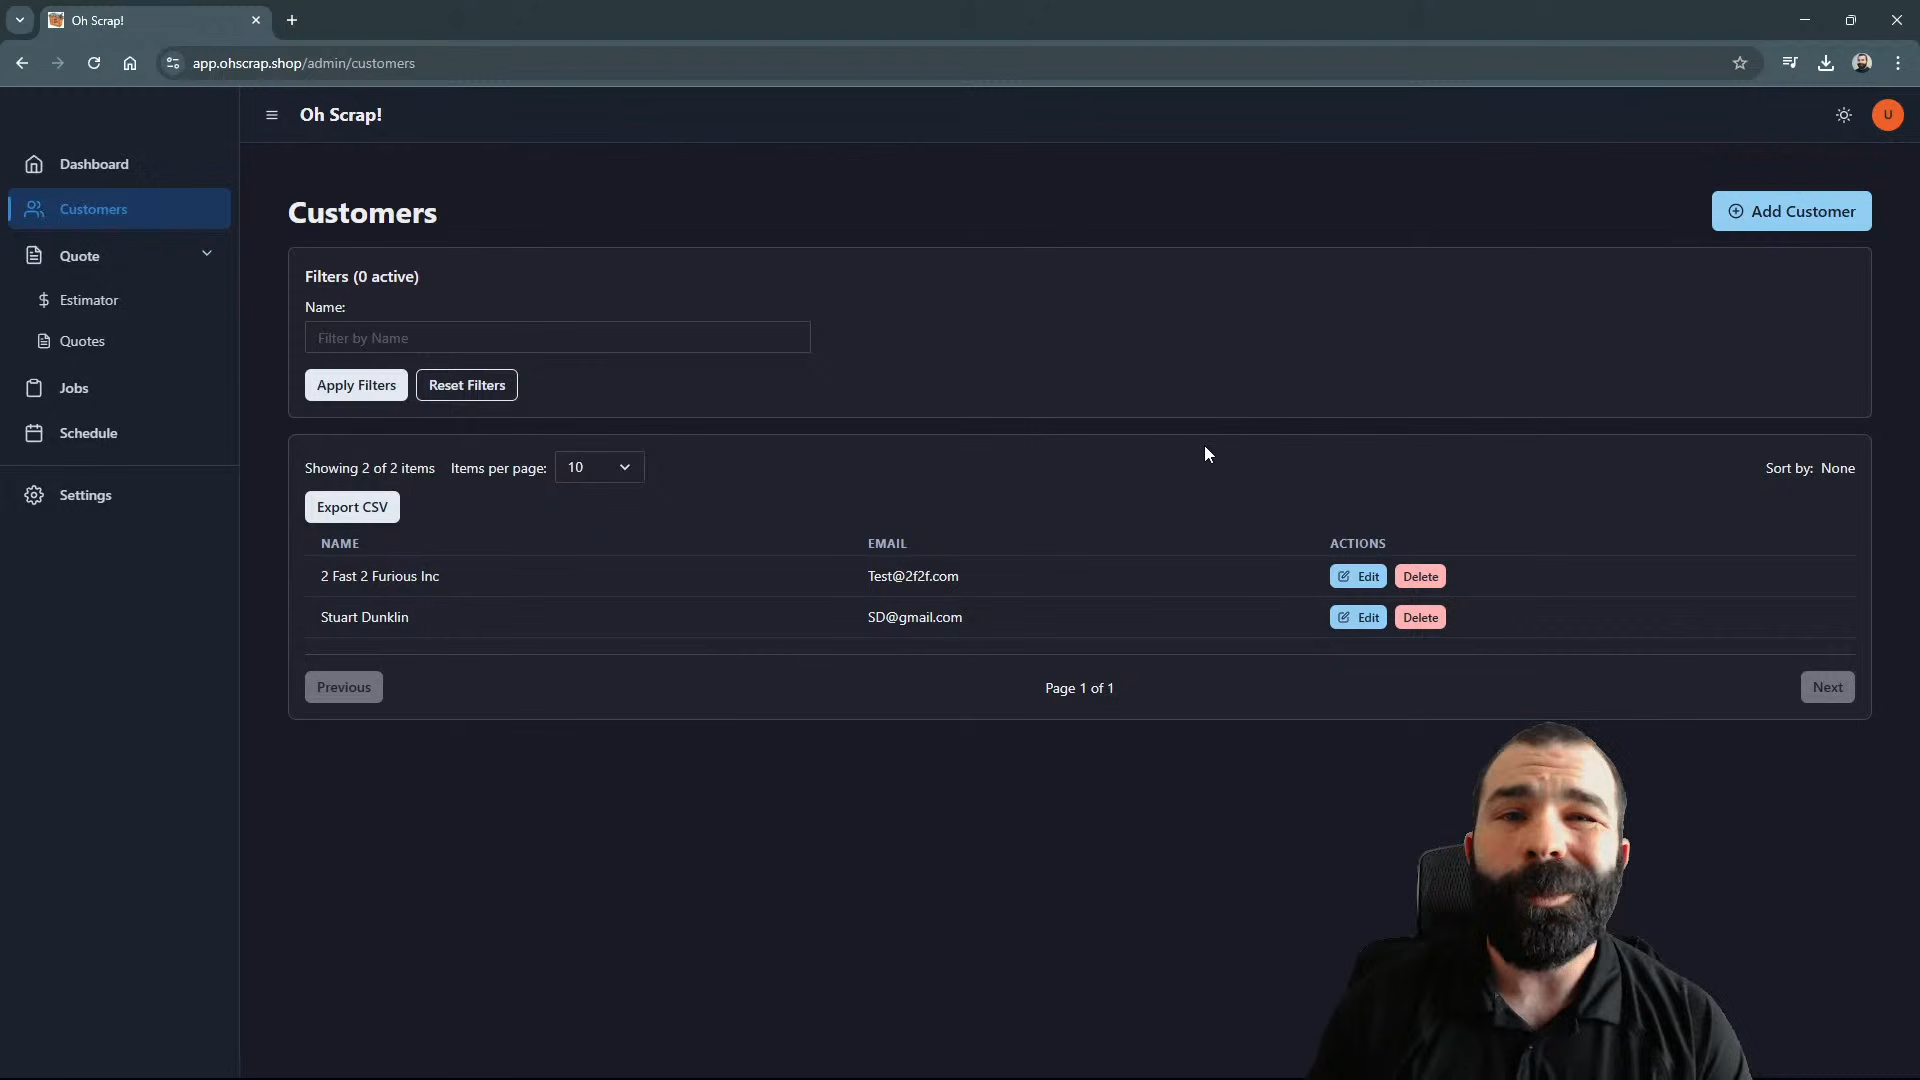 Oh Scrap!
app.ohscrap.shop/admin/customers
Oh Scrap!
U
Dashboard
Customers
Quote
Estimator
Quotes
Jobs
Schedule
Settings
Customers
Add Customer
Filters (0 active)
Name:
Filter by Name
Apply Filters Reset Filters
Showing 2 of 2 items Items per page: 10 Sort by: None
Export CSV
NAME EMAIL ACTIONS
2 Fast 2 Furious Inc Test@2f2f.com Edit Delete
Stuart Dunklin SD@gmail.com Edit Delete
Previous Page 1 of 1 Next